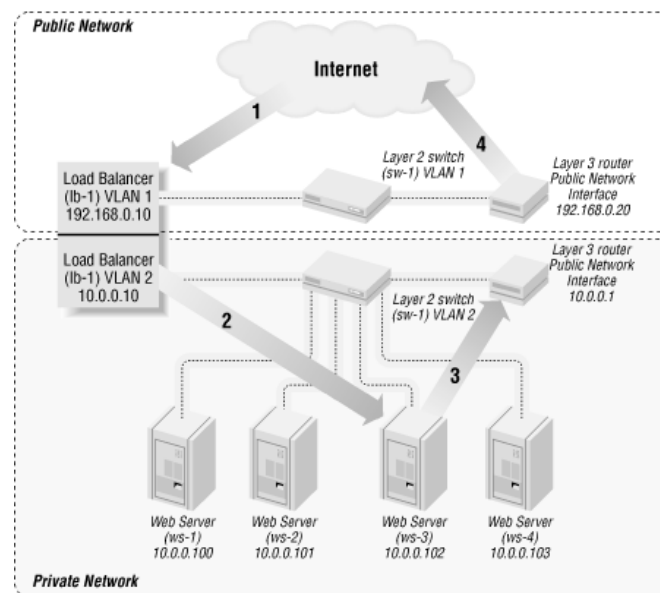 Public Network
Internet
1
4
Layer 2 switch
(sw-1) VLAN 1
Layer 3 router
Public Network
Interface
192.168.0.20
Load Balancer
(lb-1) VLAN 1
192.168.0.10
Load Balancer
(lb-1) VLAN 2
10.0.0.10
Layer 2 switch
(sw-1) VLAN 2
Layer 3 router
Public Network
Interface
10.0.0.1
2
3
Web Server
(ws-1)
10.0.0.100
Web Server
(ws-2)
10.0.0.101
Web Server
(ws-3)
10.0.0.102
Web Server
(ws-4)
10.0.0.103
Private Network